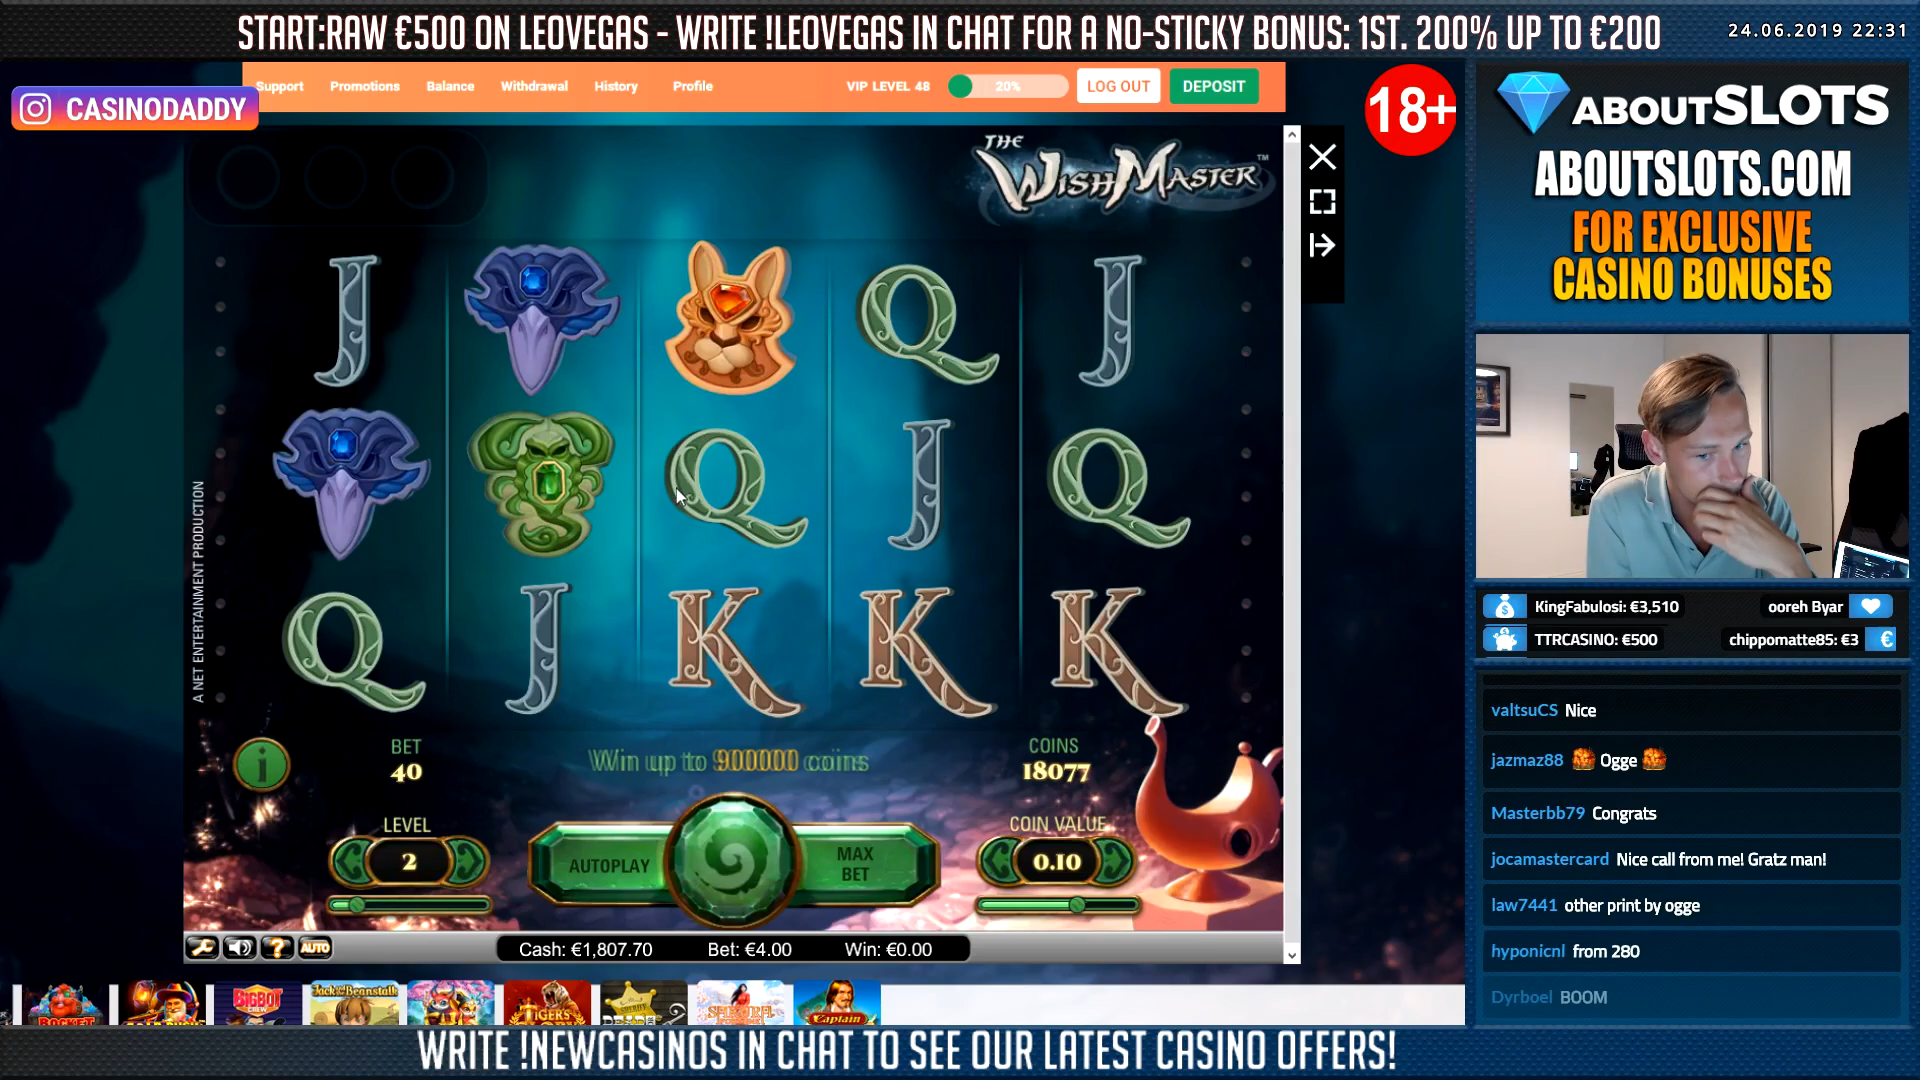 START:RAW €500 ON LEOVEGAS - WRITE !LEOVEGAS IN CHAT FOR A NO-STICKY BONUS: 1ST. 200% UP TO €200
24.06.2019 22:31
Support Promotions Balance Withdrawal History Profile VIP LEVEL 48 20% LOG OUT DEPOSIT
CASINODADDY
18+
ABOUTSLOTS
ABOUTSLOTS.COM
FOR EXCLUSIVE
CASINO BONUSES
THE
WISHMASTER™
J Q J
Q J Q
Q J K K K
A NET ENTERTAINMENT PRODUCTION
BET
40
Win up to 900000 coins
COINS
18077
LEVEL
2
AUTOPLAY
MAX
BET
COIN VALUE
0.10
AUTO
Cash: €1,807.70 Bet: €4.00 Win: €0.00
KingFabulosi: €3,510
ooreh Byar
TTRCASINO: €500
chippomatte85: €3
valtsuCS Nice
jazmaz88 Ogge
Masterbb79 Congrats
jocamastercard Nice call from me! Gratz man!
law7441 other print by ogge
hyponicnl from 280
Dyrboel BOOM
BIGBOT
CREW
Jack and the Beanstalk
TIGER'S
Captain
WRITE !NEWCASINOS IN CHAT TO SEE OUR LATEST CASINO OFFERS!